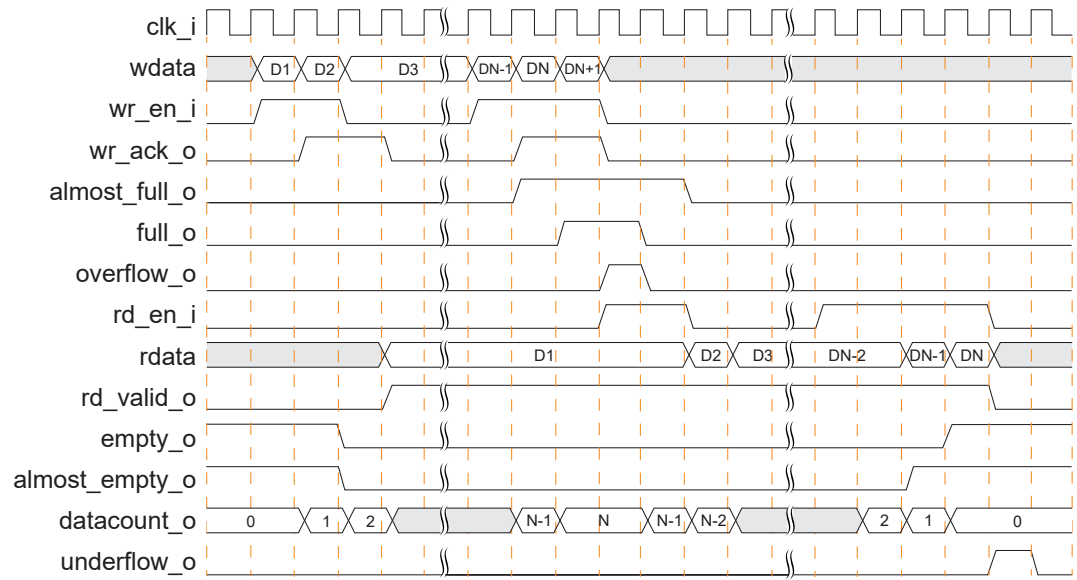 clk_i
wdata D1 D2 D3 DN-1 DN DN+1
wr_en_i
wr_ack_o
almost_full_o
full_o
overflow_o
rd_en_i
rdata D1 D2 D3 DN-2 DN-1 DN
rd_valid_o
empty_o
almost_empty_o
datacount_o 0 1 2 N-1 N N-1 N-2 2 1 0
underflow_o